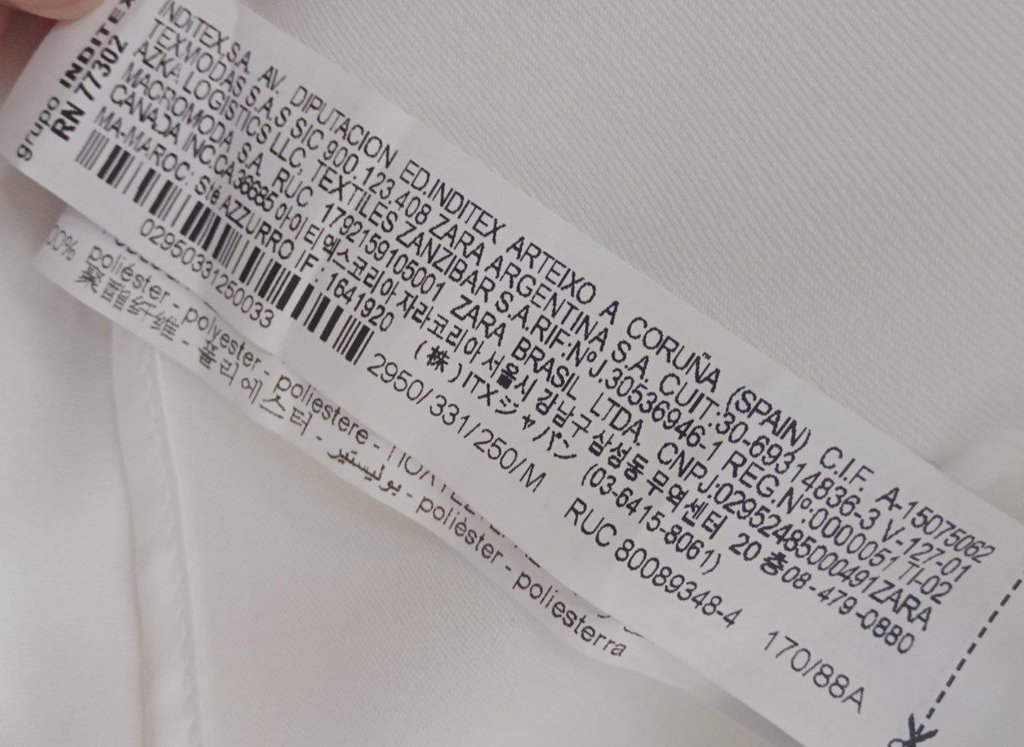 grupo INDITEX
RN 77302
INDITEX,SA. AV. DIPUTACION ED.INDITEX ARTEIXO A CORUÑA (SPAIN) C.I.F. A-15075062
TEXMODAS S.A.S SIC 900.123.408 ZARA ARGENTINA S.A. CUIT:30-69314836-3 V-127-01
AZKA LOGISTICS LLC, TEXTILES ZANZIBAR S.A.RIF:Nº.J.30536946-1 REG.Nº:0000051 TI-02
MACROMODA S.A. RUC 1792159105001 ZARA BRASIL LTDA. CNPJ:02952485000491ZARA
CANADA INC.CA36685 아이티엑스코리아 자라코리아 서울시 강남구 삼성동 무역센터 20 층08-479-0880
MA-MAROC: Sté AZZURRO IF : 1641920 (株)ITXジャパン (03-6415-8061)
02950331250033
2950/331/250/M RUC 80089348-4 170/88A
poliéster - polyester - poliestere -
聚酯纤维 - 폴리에스터 - بوليستير - polièster - poliesterra